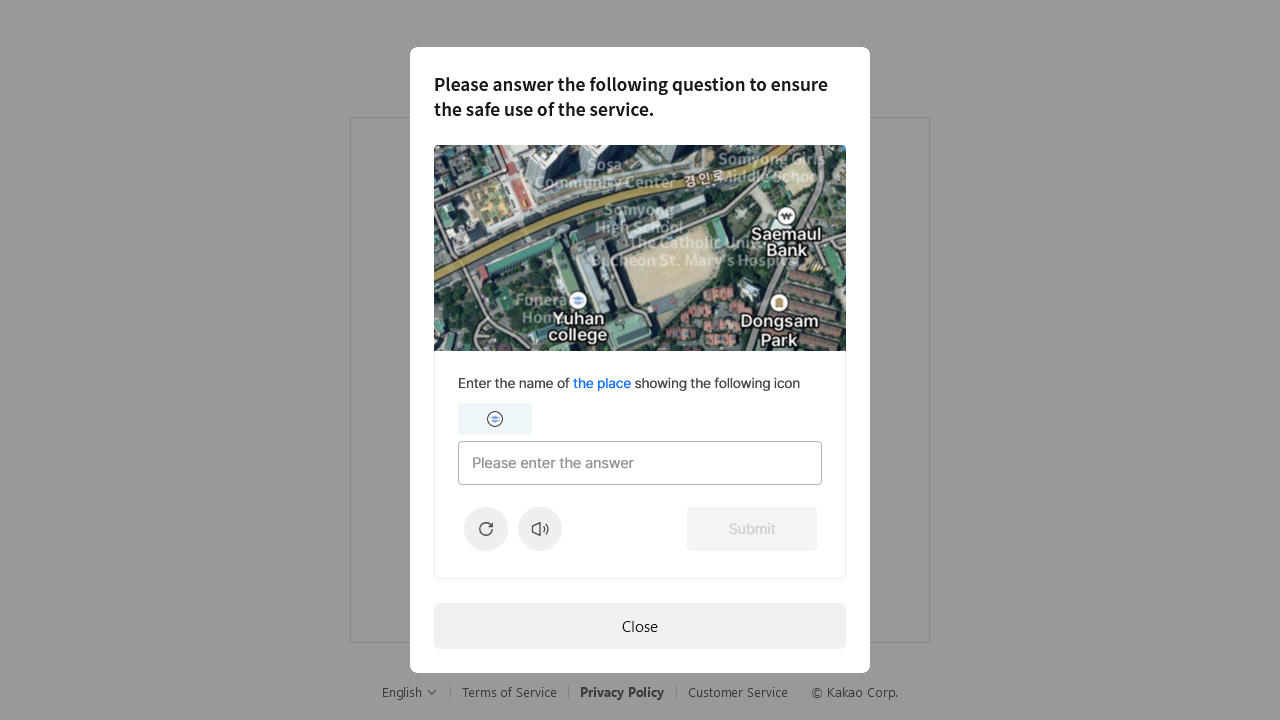 Please answer the following question to ensure
the safe use of the service.
Sosa
Community Center
Somyong Girls
Middle School
경인로
Somyong
High School
The Catholic Univ.
Bucheon St. Mary's Hospital
Saemaul
Bank
Funeral
Home
Yuhan
college
Dongsam
Park
Enter the name of the place showing the following icon
Please enter the answer
Submit
Close
English
Terms of Service
Privacy Policy
Customer Service
© Kakao Corp.